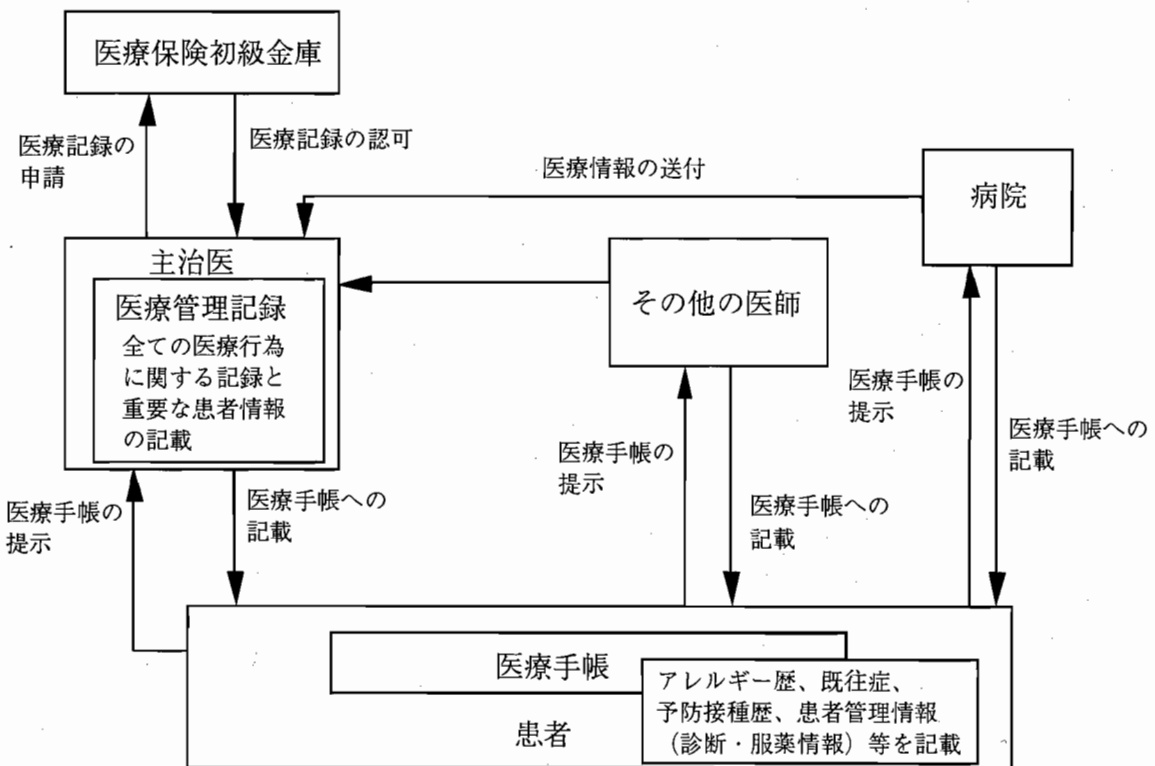 医療保険初級金庫
医療記録の
申請
医療記録の認可
医療情報の送付
病院
主治医
医療管理記録
全ての医療行為
に関する記録と
重要な患者情報
の記載
その他の医師
医療手帳の
提示
医療手帳への
記載
医療手帳の
提示
医療手帳への
記載
医療手帳の
提示
医療手帳への
記載
医療手帳
アレルギー歴、既往症、
予防接種歴、患者管理情報
（診断・服薬情報）等を記載
患者